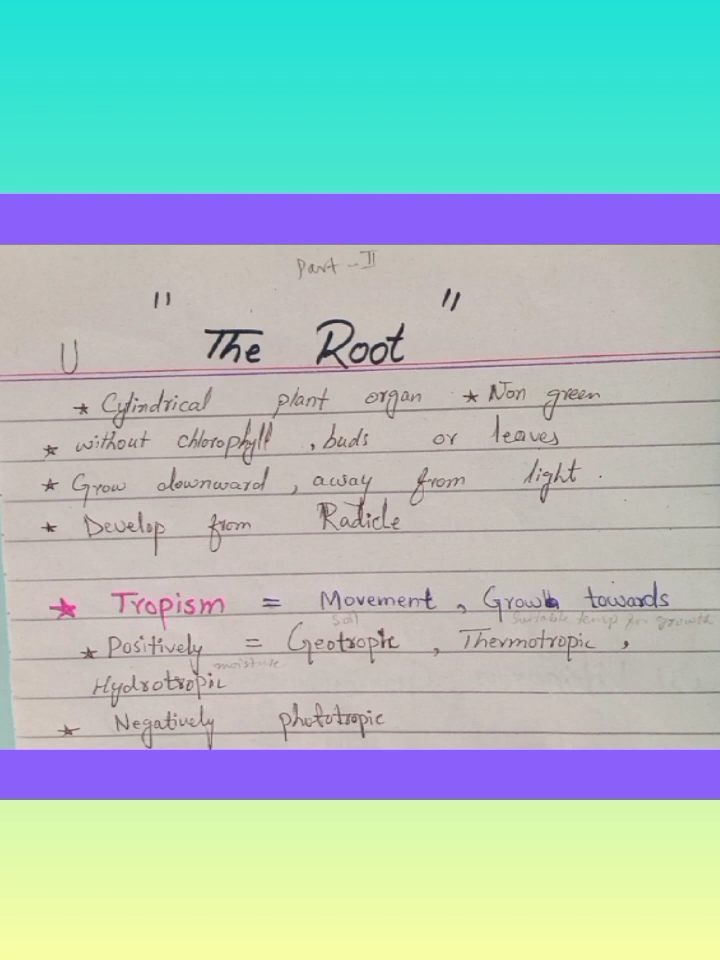 Part - II
" The Root "
U
* Cylindrical plant organ * Non green
* without chlorophyll , buds or leaves
* Grow downward , away from light .
* Develop from Radicle
* Tropism = Movement , Growth towards
soil suitable temp for growth
* Positively = Geotropic , Thermotropic ,
moisture
Hydrotropic
* Negatively phototropic